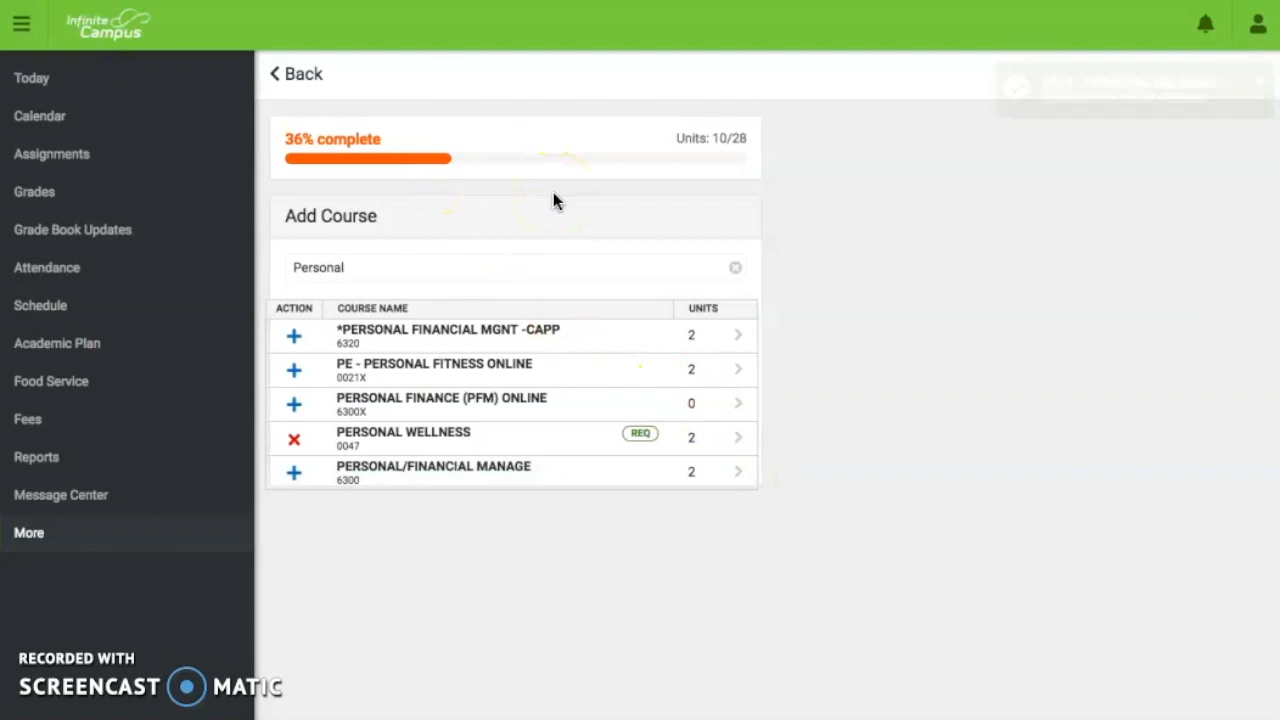 Infinite
Campus
Today
Calendar
Assignments
Grades
Grade Book Updates
Attendance
Schedule
Academic Plan
Food Service
Fees
Reports
Message Center
More
RECORDED WITH
SCREENCAST MATIC
Back
36% complete
Units: 10/28
Add Course
Personal
ACTION COURSE NAME UNITS
*PERSONAL FINANCIAL MGNT -CAPP 2
6320
PE - PERSONAL FITNESS ONLINE 2
0021X
PERSONAL FINANCE (PFM) ONLINE 0
6300X
PERSONAL WELLNESS REQ 2
0047
PERSONAL/FINANCIAL MANAGE 2
6300